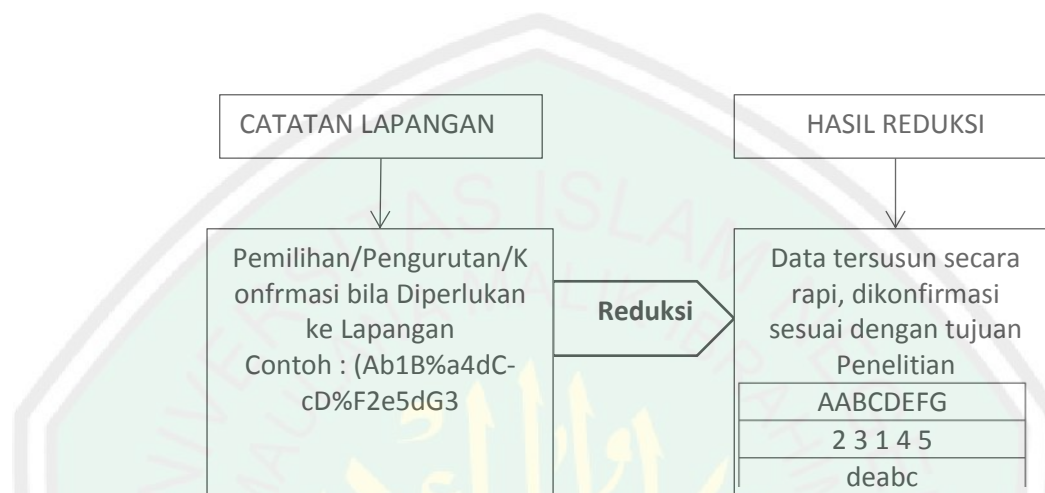 CATATAN LAPANGAN
HASIL REDUKSI
Pemilihan/Pengurutan/K
onfrmasi bila Diperlukan
ke Lapangan
Contoh : (Ab1B%a4dC-
cD%F2e5dG3
Reduksi
Data tersusun secara
rapi, dikonfirmasi
sesuai dengan tujuan
Penelitian
AABCDEFG
2 3 1 4 5
deabc